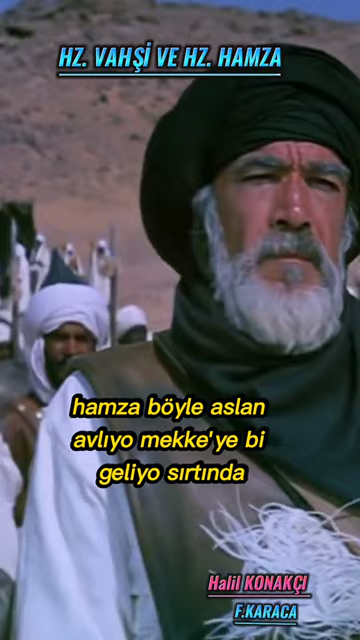 HZ. VAHŞİ VE HZ. HAMZA
hamza böyle aslan
avlıyo mekke'ye bi
geliyo sırtında
Halil KONAKÇI
F.KARACA